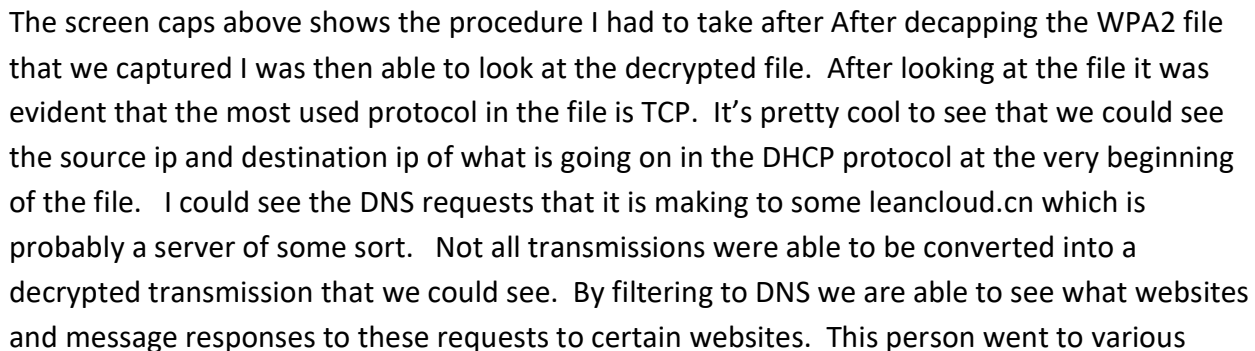 The screen caps above shows the procedure I had to take after After decapping the WPA2 file
that we captured I was then able to look at the decrypted file.  After looking at the file it was
evident that the most used protocol in the file is TCP.  It’s pretty cool to see that we could see
the source ip and destination ip of what is going on in the DHCP protocol at the very beginning
of the file.   I could see the DNS requests that it is making to some leancloud.cn which is
probably a server of some sort.   Not all transmissions were able to be converted into a
decrypted transmission that we could see.  By filtering to DNS we are able to see what websites
and message responses to these requests to certain websites.  This person went to various